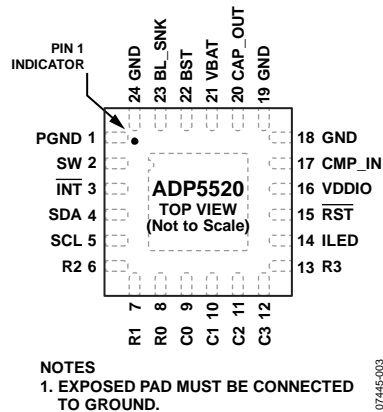 PIN 1
INDICATOR
24 GND
23 BL_SNK
22 BST
21 VBAT
20 CAP_OUT
19 GND
PGND 1
SW 2
INT 3
SDA 4
SCL 5
R2 6
ADP5520
TOP VIEW
(Not to Scale)
18 GND
17 CMP_IN
16 VDDIO
15 RST
14 ILED
13 R3
R1 7
R0 8
C0 9
C1 10
C2 11
C3 12
NOTES
1. EXPOSED PAD MUST BE CONNECTED
TO GROUND.
07445-003